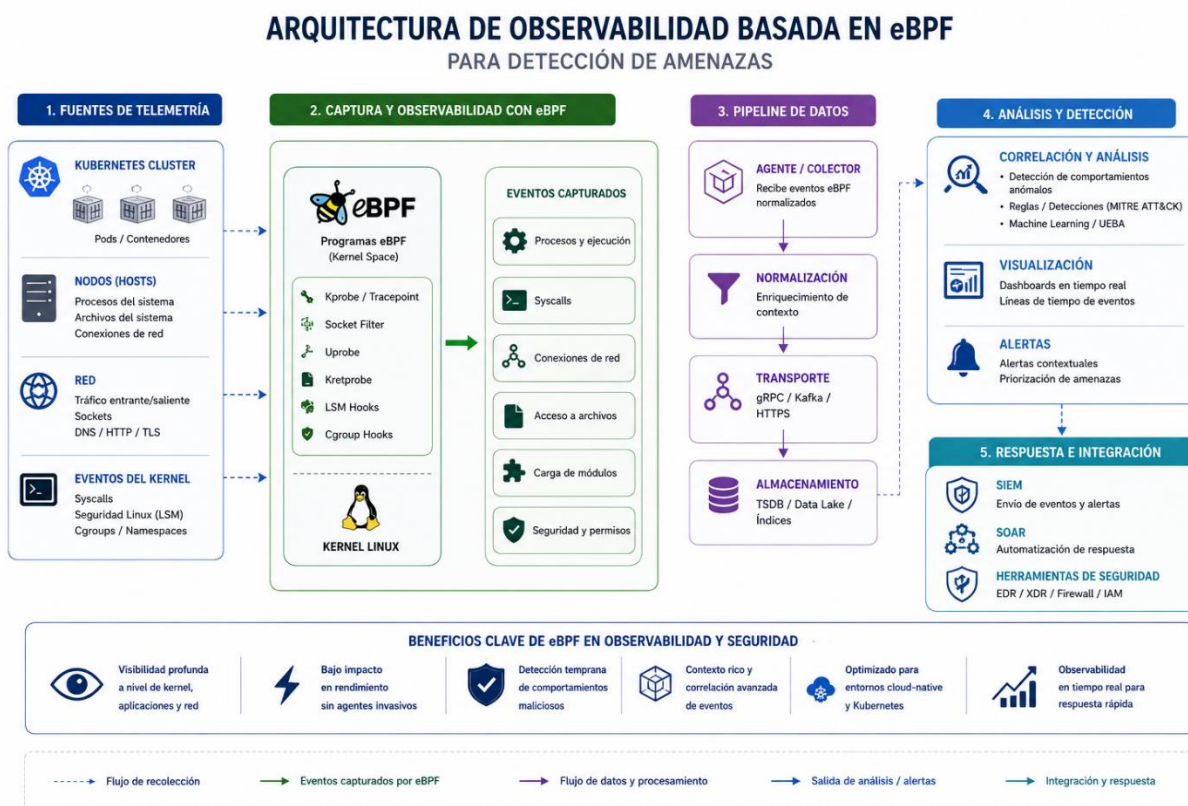 ARQUITECTURA DE OBSERVABILIDAD BASADA EN eBPF
PARA DETECCIÓN DE AMENAZAS
1. FUENTES DE TELEMETRÍA
KUBERNETES CLUSTER
Pods / Contenedores
NODOS (HOSTS)
Procesos del sistema
Archivos del sistema
Conexiones de red
RED
Tráfico entrante/saliente
Sockets
DNS / HTTP / TLS
EVENTOS DEL KERNEL
Syscalls
Seguridad Linux (LSM)
Cgroups / Namespaces
2. CAPTURA Y OBSERVABILIDAD CON eBPF
eBPF
Programas eBPF
(Kernel Space)
Kprobe / Tracepoint
Socket Filter
Uprobe
Kretprobe
LSM Hooks
Cgroup Hooks
KERNEL LINUX
EVENTOS CAPTURADOS
Procesos y ejecución
Syscalls
Conexiones de red
Acceso a archivos
Carga de módulos
Seguridad y permisos
3. PIPELINE DE DATOS
AGENTE / COLECTOR
Recibe eventos eBPF
normalizados
NORMALIZACIÓN
Enriquecimiento de
contexto
TRANSPORTE
gRPC / Kafka /
HTTPS
ALMACENAMIENTO
TSDB / Data Lake /
Índices
4. ANÁLISIS Y DETECCIÓN
CORRELACIÓN Y ANÁLISIS
• Detección de comportamientos
anómalos
• Reglas / Detecciones (MITRE ATT&CK)
• Machine Learning / UEBA
VISUALIZACIÓN
Dashboards en tiempo real
Líneas de tiempo de eventos
ALERTAS
Alertas contextuales
Priorización de amenazas
5. RESPUESTA E INTEGRACIÓN
SIEM
Envío de eventos y alertas
SOAR
Automatización de respuesta
HERRAMIENTAS DE SEGURIDAD
EDR / XDR / Firewall / IAM
BENEFICIOS CLAVE DE eBPF EN OBSERVABILIDAD Y SEGURIDAD
Visibilidad profunda
a nivel de kernel,
aplicaciones y red
Bajo impacto
en rendimiento
sin agentes invasivos
Detección temprana
de comportamientos
maliciosos
Contexto rico y
correlación avanzada
de eventos
Optimizado para
entornos cloud-native
y Kubernetes
Observabilidad
en tiempo real para
respuesta rápida
Flujo de recolección
Eventos capturados por eBPF
Flujo de datos y procesamiento
Salida de análisis / alertas
Integración y respuesta